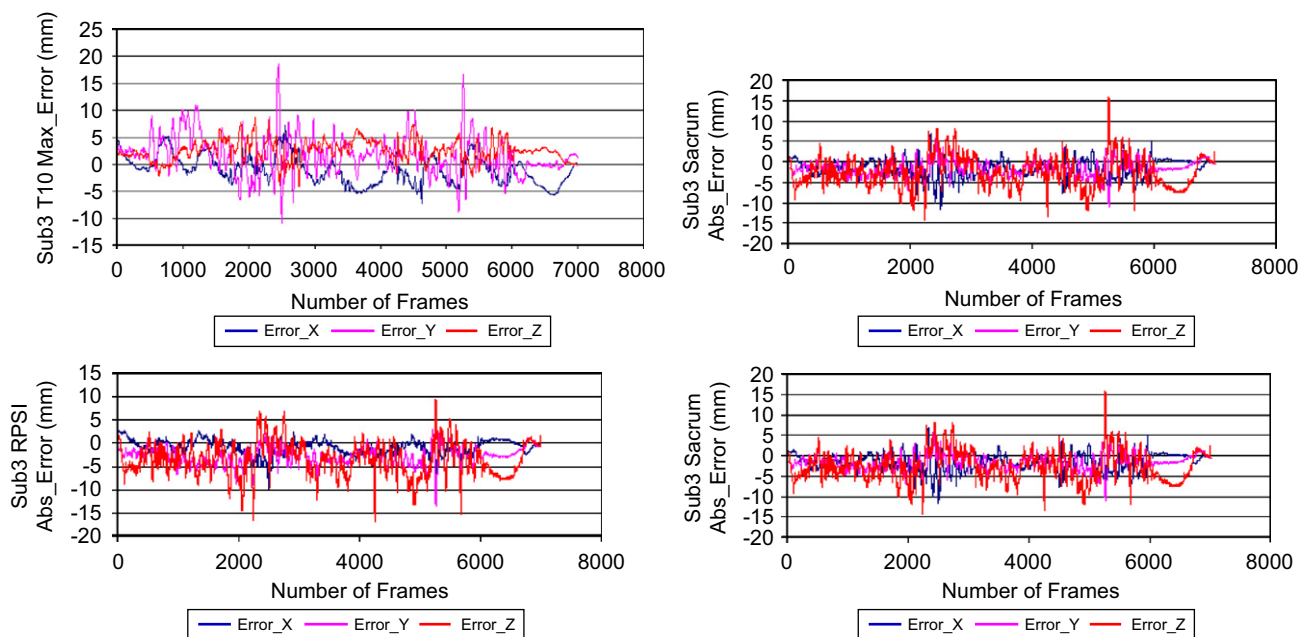 Sub3 T10 Max_Error (mm)
25
20
15
10
5
0
-5
-10
-15
0 1000 2000 3000 4000 5000 6000 7000 8000
Number of Frames
Error_X Error_Y Error_Z
Sub3 Sacrum
Abs_Error (mm)
20
15
10
5
0
-5
-10
-15
-20
0 2000 4000 6000 8000
Number of Frames
Error_X Error_Y Error_Z
Sub3 RPSI
Abs_Error (mm)
15
10
5
0
-5
-10
-15
-20
0 2000 4000 6000 8000
Number of Frames
Error_X Error_Y Error_Z
Sub3 Sacrum
Abs_Error (mm)
20
15
10
5
0
-5
-10
-15
-20
0 2000 4000 6000 8000
Number of Frames
Error_X Error_Y Error_Z